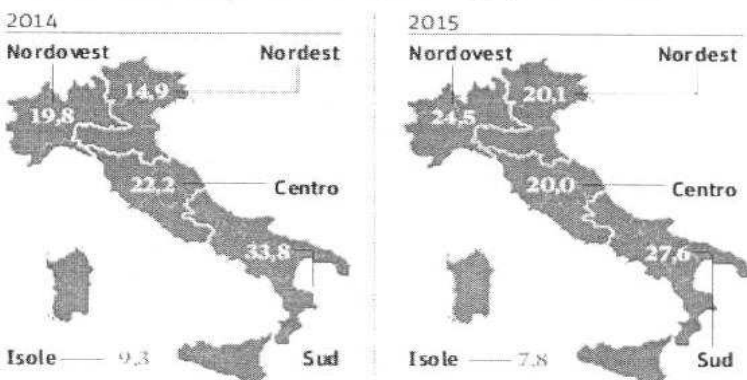 2014
Nordovest
Nordest
14,9
19,8
22,2
Centro
33,8
Isole
9,3
Sud
2015
Nordovest
Nordest
20,1
24,5
20,0
Centro
27,6
Isole
7,8
Sud